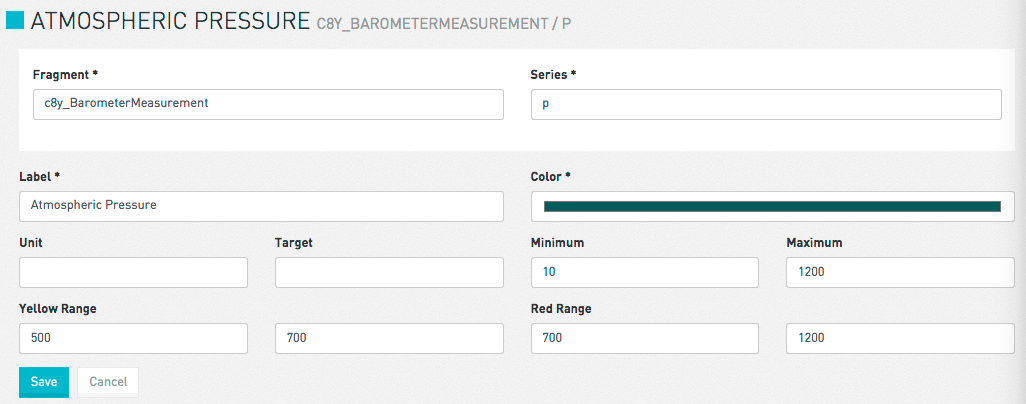 ATMOSPHERIC PRESSURE C8Y_BAROMETERMEASUREMENT / P
Fragment * Series *
c8y_BarometerMeasurement p
Label * Color *
Atmospheric Pressure
Unit Target Minimum Maximum
10 1200
Yellow Range Red Range
500 700 700 1200
Save Cancel